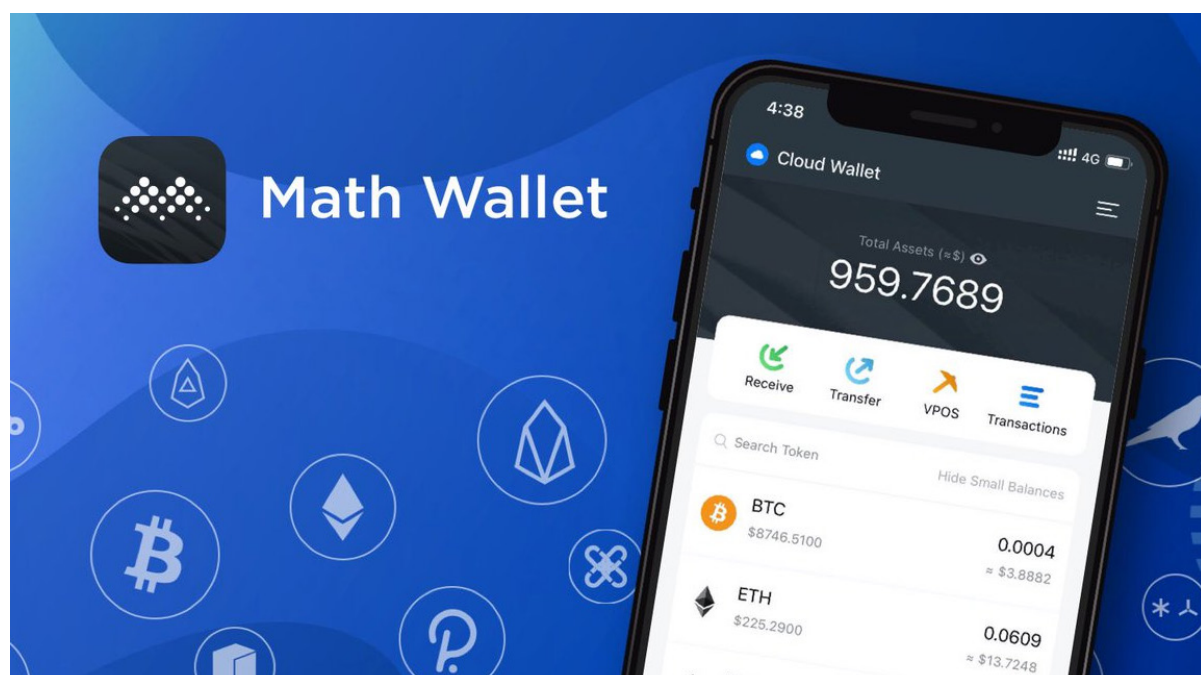 Math Wallet
4:38
4G
Cloud Wallet
Total Assets (≈$)
959.7689
Receive
Transfer
VPOS
Transactions
Search Token
Hide Small Balances
BTC
$8746.5100
0.0004
≈ $3.8882
ETH
$225.2900
0.0609
≈ $13.7248